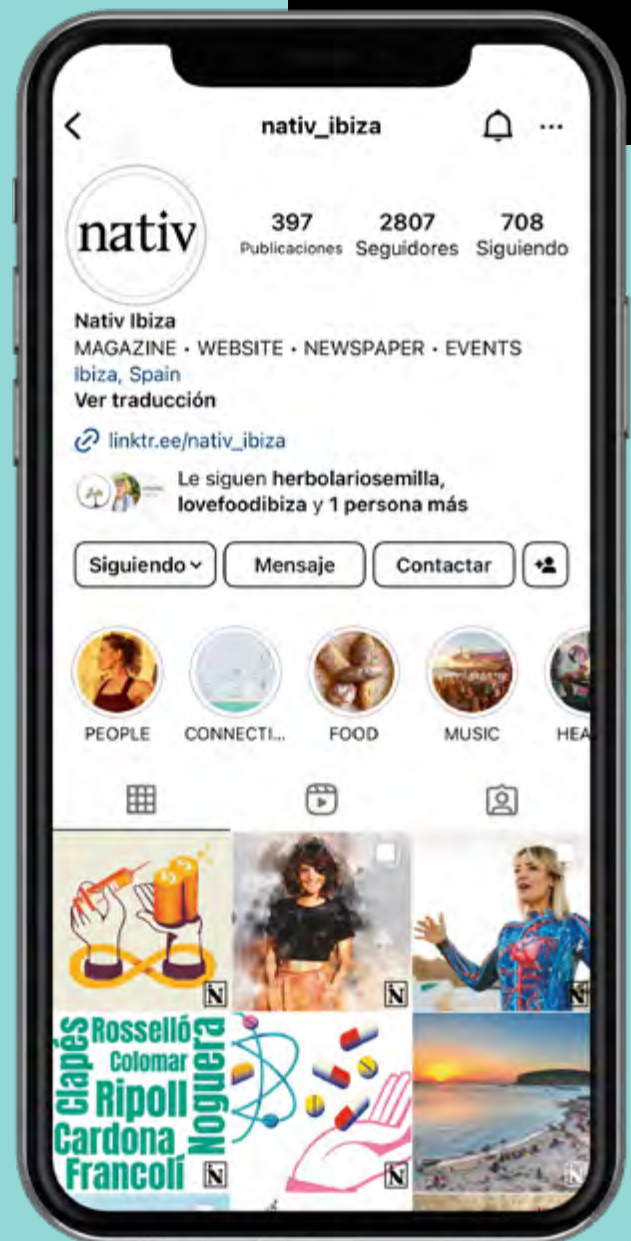 nativ_ibiza
nativ
397 2807 708
Publicaciones Seguidores Siguiendo
Nativ Ibiza
MAGAZINE · WEBSITE · NEWSPAPER · EVENTS
Ibiza, Spain
Ver traducción
linktr.ee/nativ_ibiza
Le siguen herbolariosemilla,
lovefoodibiza y 1 persona más
Siguiendo Mensaje Contactar
PEOPLE CONNECTI... FOOD MUSIC HEA
N N N
Clapés
Rosselló
Colomar
Ripoll
Noguera
Cardona
Francolí
N N N